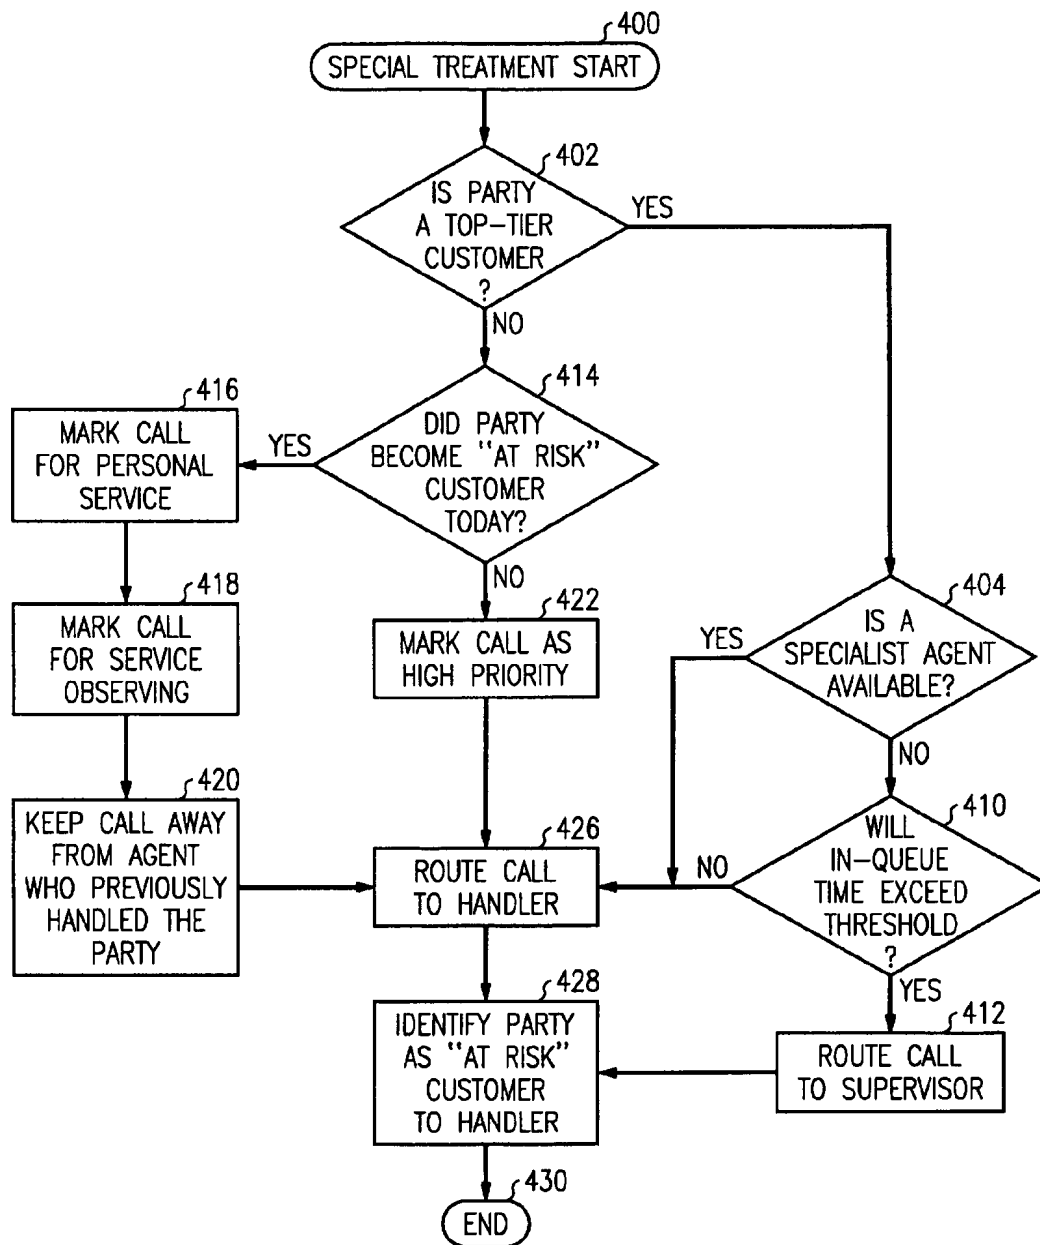 400
SPECIAL TREATMENT START
402
IS PARTY
A TOP-TIER
CUSTOMER
?
YES
NO
414
DID PARTY
BECOME "AT RISK"
CUSTOMER
TODAY?
YES
NO
416
MARK CALL
FOR PERSONAL
SERVICE
418
MARK CALL
FOR SERVICE
OBSERVING
420
KEEP CALL AWAY
FROM AGENT
WHO PREVIOUSLY
HANDLED THE
PARTY
422
MARK CALL AS
HIGH PRIORITY
404
IS A
SPECIALIST AGENT
AVAILABLE?
YES
NO
410
WILL
IN-QUEUE
TIME EXCEED
THRESHOLD
?
NO
YES
426
ROUTE CALL
TO HANDLER
412
ROUTE CALL
TO SUPERVISOR
428
IDENTIFY PARTY
AS "AT RISK"
CUSTOMER
TO HANDLER
430
END